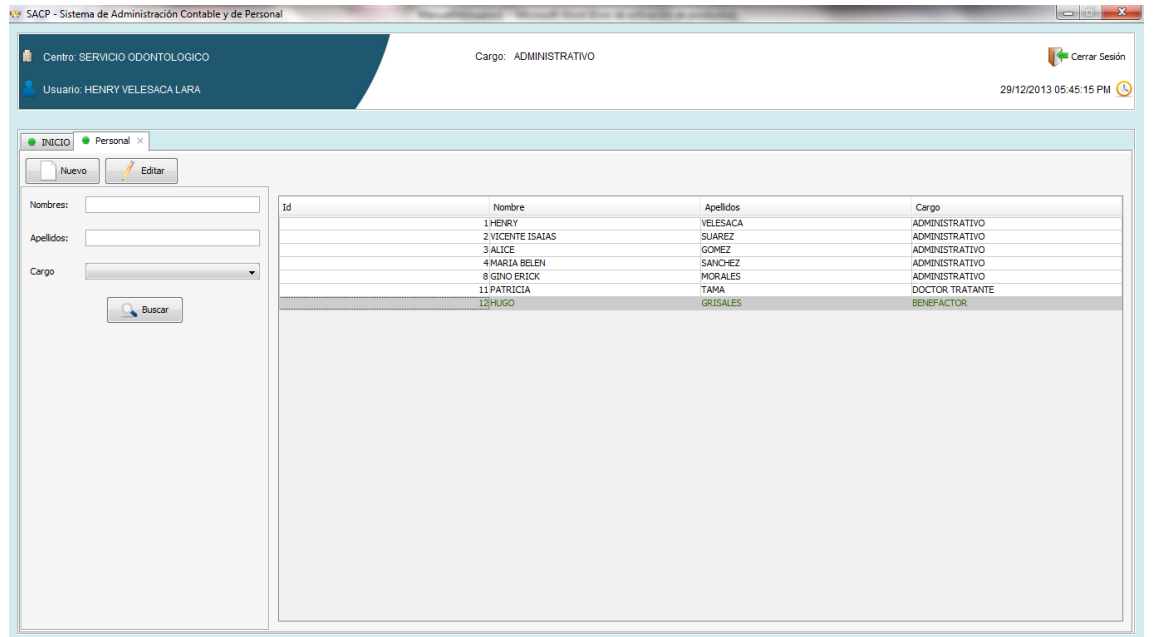 SACP - Sistema de Administración Contable y de Personal
Centro: SERVICIO ODONTOLOGICO
Cargo: ADMINISTRATIVO
Cerrar Sesión
Usuario: HENRY VELESACA LARA
29/12/2013 05:45:15 PM
INICIO Personal
Nuevo Editar
Nombres:
Apellidos:
Cargo
Buscar
Id Nombre Apellidos Cargo
1 HENRY VELESACA ADMINISTRATIVO
2 VICENTE ISAIAS SUAREZ ADMINISTRATIVO
3 ALICE GOMEZ ADMINISTRATIVO
4 MARIA BELEN SANCHEZ ADMINISTRATIVO
8 GINO ERICK MORALES ADMINISTRATIVO
11 PATRICIA TAMA DOCTOR TRATANTE
12 HUGO GRISALES BENEFACTOR